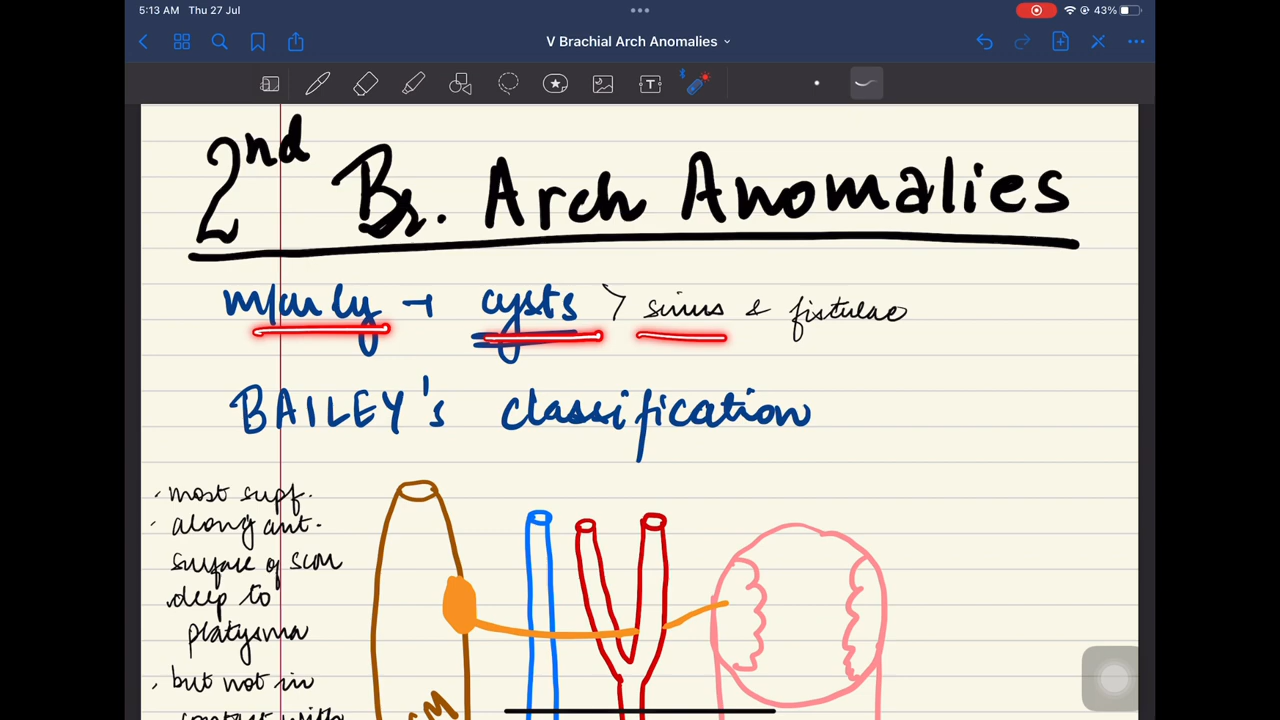 5:13 AM Thu 27 Jul
43%
V Brachial Arch Anomalies
2nd Br. Arch Anomalies
cysts > sinus & fistulae
BAILEY's classification
· most supf.
· along ant.
surface of SCM
deep to
platysma
· but not in